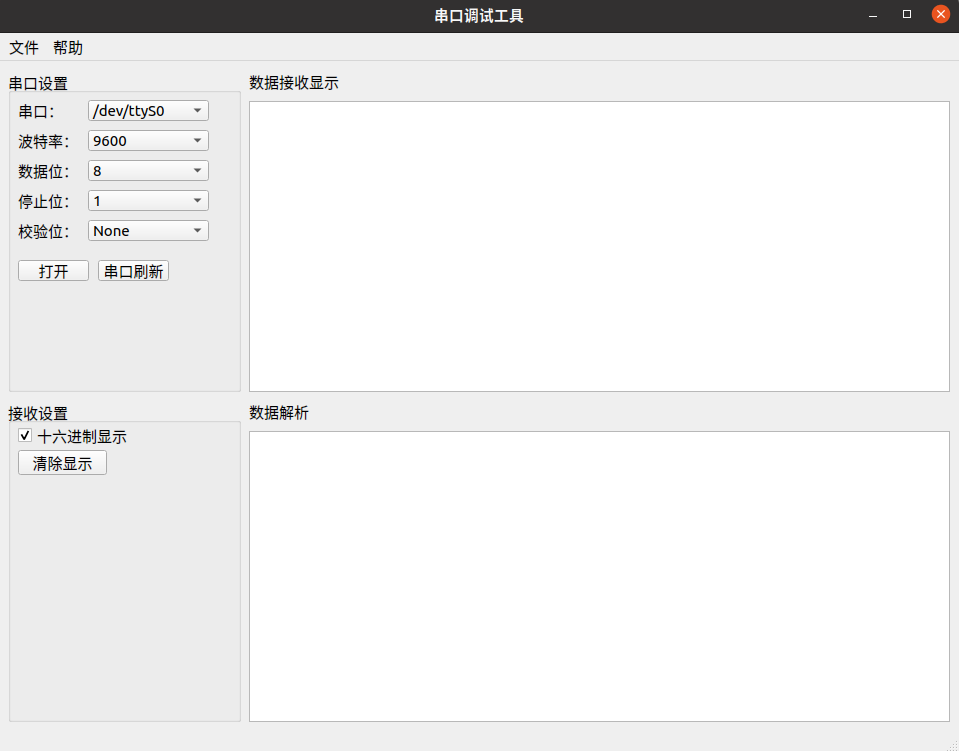 串口调试工具
文件 帮助
串口设置
串口： /dev/ttyS0
波特率： 9600
数据位： 8
停止位： 1
校验位： None
打开 串口刷新
数据接收显示
接收设置
十六进制显示
清除显示
数据解析